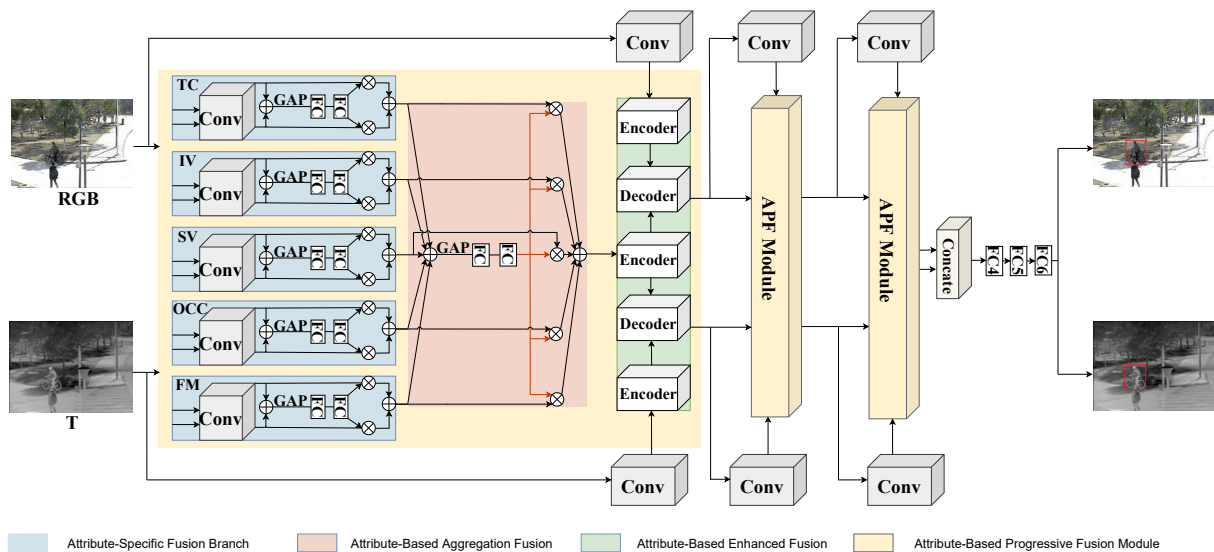 Conv
Conv
Conv
TC
Conv
GAP
FC
FC
RGB
IV
Conv
GAP
FC
FC
SV
Conv
GAP
FC
FC
OCC
Conv
GAP
FC
FC
T
FM
Conv
GAP
FC
FC
GAP
FC
FC
Encoder
Decoder
Encoder
Decoder
Encoder
APF Module
APF Module
Concate
FC4
FC5
FC6
Conv
Conv
Conv
Attribute-Specific Fusion Branch
Attribute-Based Aggregation Fusion
Attribute-Based Enhanced Fusion
Attribute-Based Progressive Fusion Module